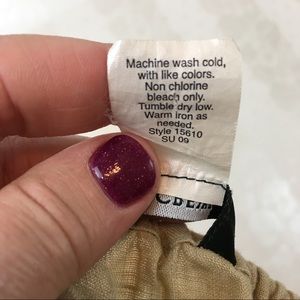 Machine wash cold,
with like colors.
Non chlorine
bleach only.
Tumble dry low.
Warm iron as
needed.
Style 15610
SU 09